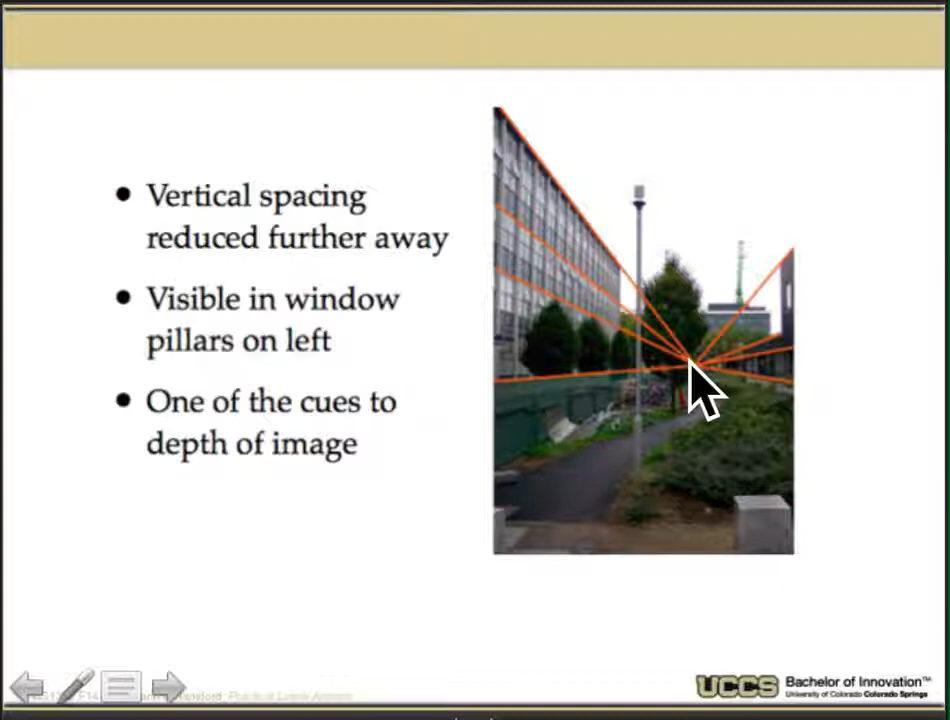 • Vertical spacing
reduced further away
• Visible in window
pillars on left
• One of the cues to
depth of image
UCCS
Bachelor of Innovation™
University of Colorado Colorado Springs